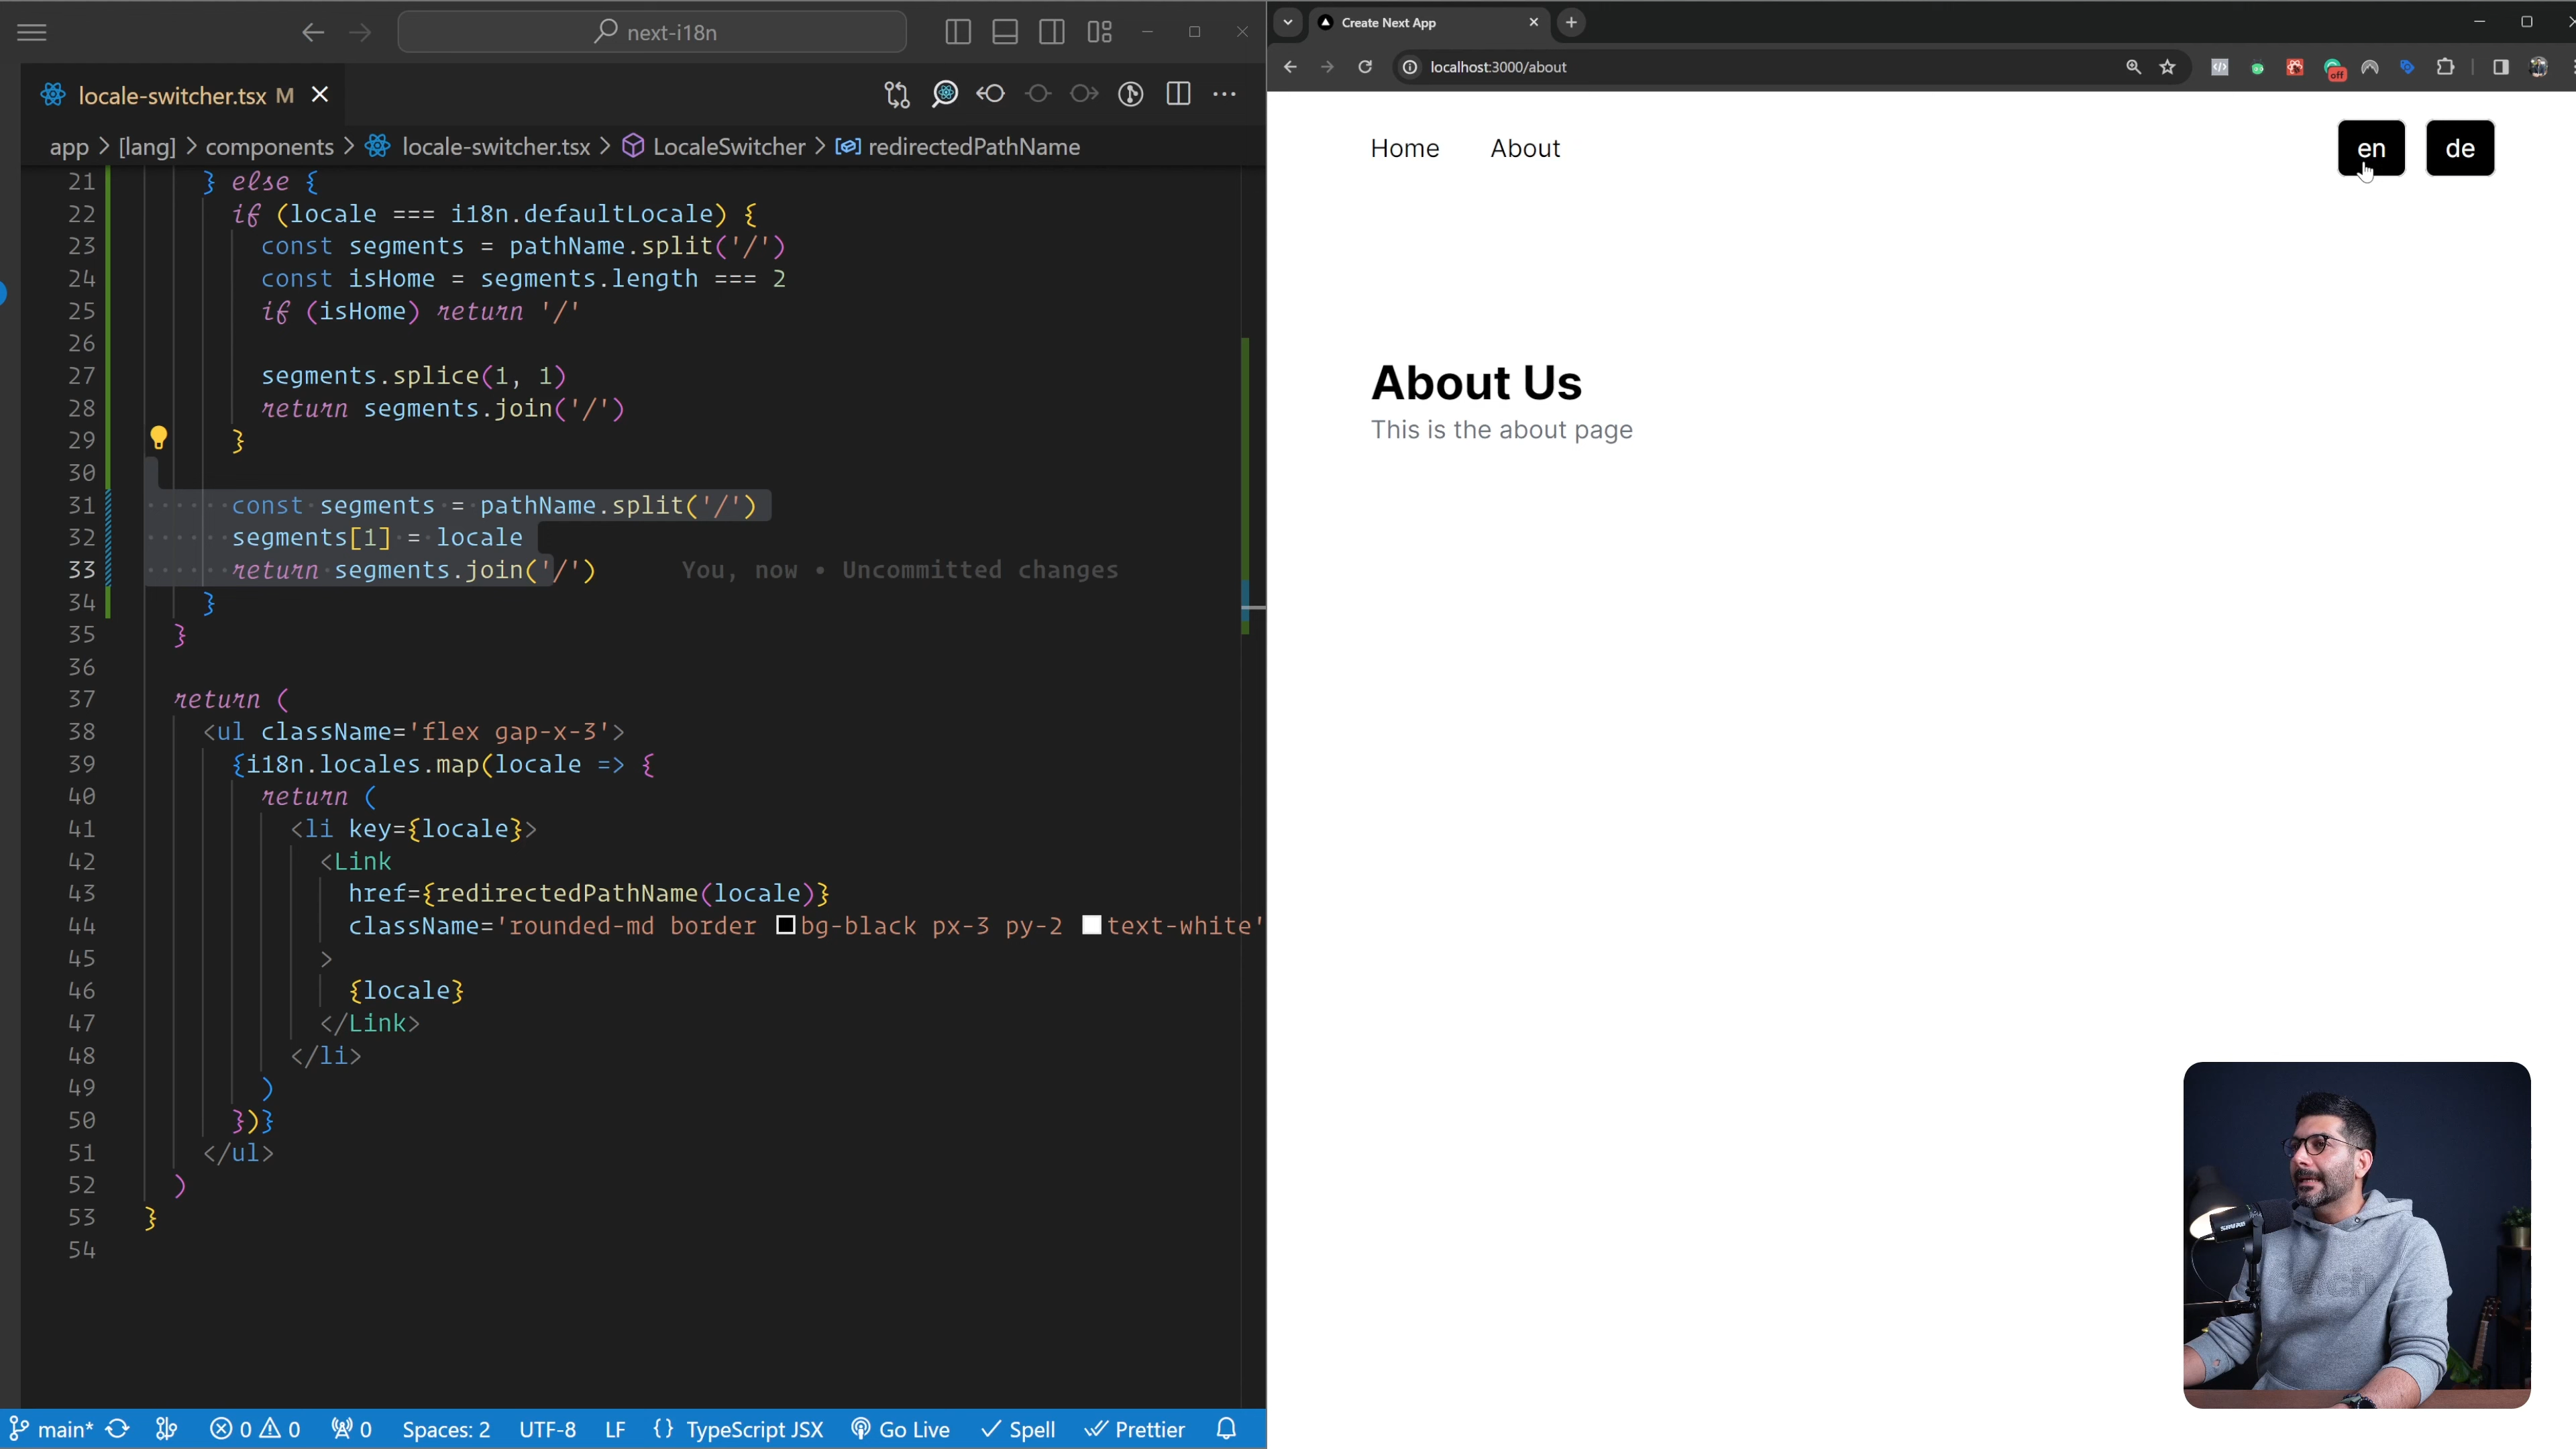 next-i18n
locale-switcher.tsx M
app > [lang] > components > locale-switcher.tsx > LocaleSwitcher > redirectedPathName
21 } else {
22 if (locale === i18n.defaultLocale) {
23 const segments = pathName.split('/')
24 const isHome = segments.length === 2
25 if (isHome) return '/'
26
27 segments.splice(1, 1)
28 return segments.join('/')
29 }
30
31 const segments = pathName.split('/')
32 segments[1] = locale
33 return segments.join('/') You, now • Uncommitted changes
34 }
35 }
36
37 return (
38 <ul className='flex gap-x-3'>
39 {i18n.locales.map(locale => {
40 return (
41 <li key={locale}>
42 <Link
43 href={redirectedPathName(locale)}
44 className='rounded-md border bg-black px-3 py-2 text-white'
45 >
46 {locale}
47 </Link>
48 </li>
49 )
50 })}
51 </ul>
52 )
53 }
54
main* 0 0 0 Spaces: 2 UTF-8 LF {} TypeScript JSX Go Live Spell Prettier
Create Next App
localhost:3000/about
off
Home About en de
About Us
This is the about page